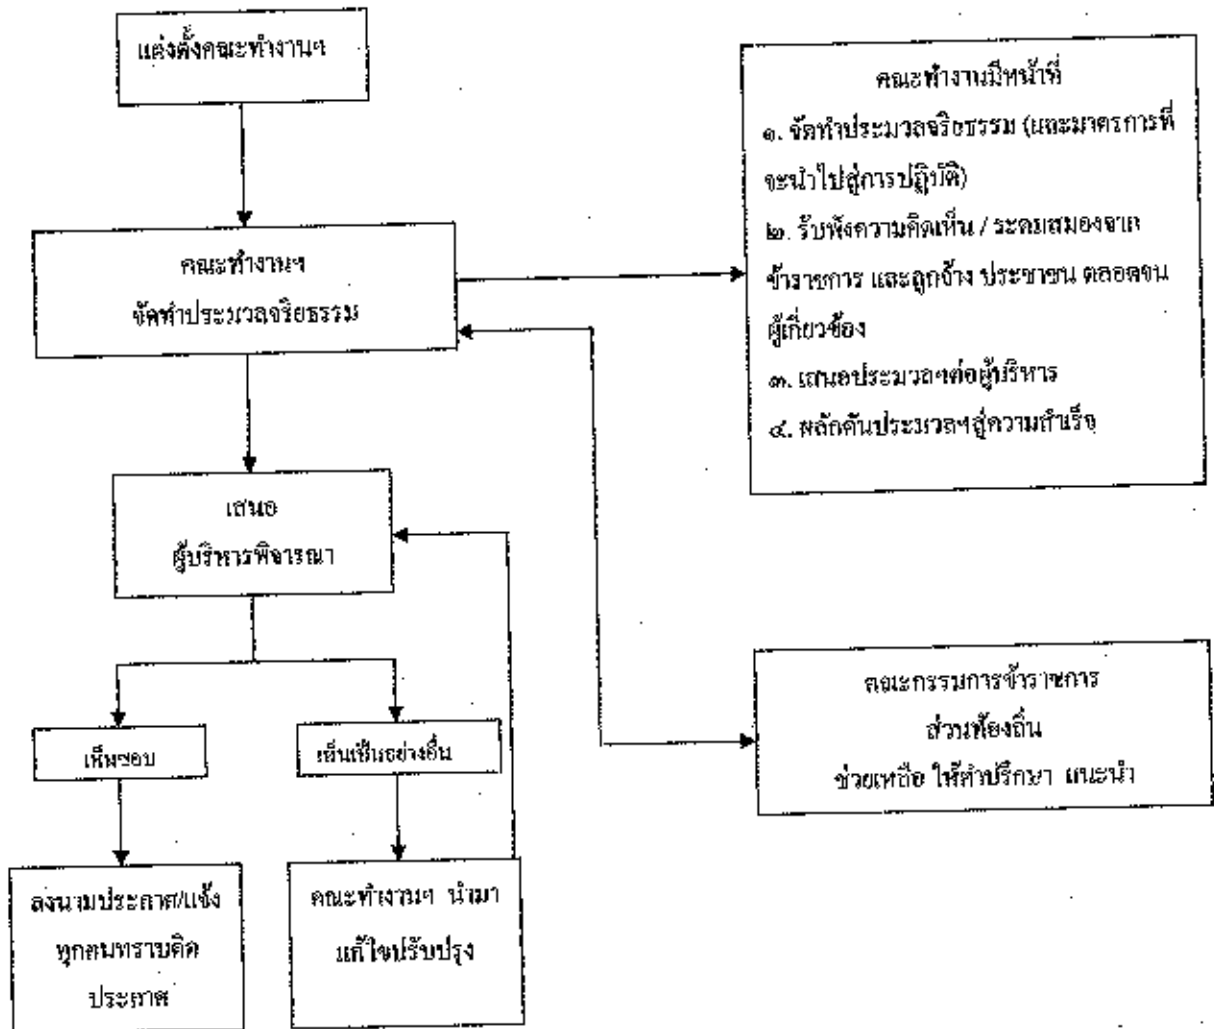 แต่งตั้งคณะทำงานฯ
คณะทำงานฯ
จัดทำประมวลจริยธรรม
คณะทำงานมีหน้าที่
๑. จัดทำประมวลจริยธรรม (และมาตรการที่
จะนำไปสู่การปฏิบัติ)
๒. รับฟังความคิดเห็น / ระดมสมองจาก
ข้าราชการ และลูกจ้าง ประชาชน ตลอดจน
ผู้เกี่ยวข้อง
๓. เสนอประมวลฯต่อผู้บริหาร
๔. ผลักดันประมวลฯสู่ความสำเร็จ
เสนอ
ผู้บริหารพิจารณา
คณะกรรมการข้าราชการ
ส่วนท้องถิ่น
ช่วยเหลือ ให้คำปรึกษา แนะนำ
เห็นชอบ
เห็นเป็นอย่างอื่น
ลงนามประกาศ/แจ้ง
ทุกคนทราบติด
ประกาศ
คณะทำงานฯ นำมา
แก้ไขปรับปรุง